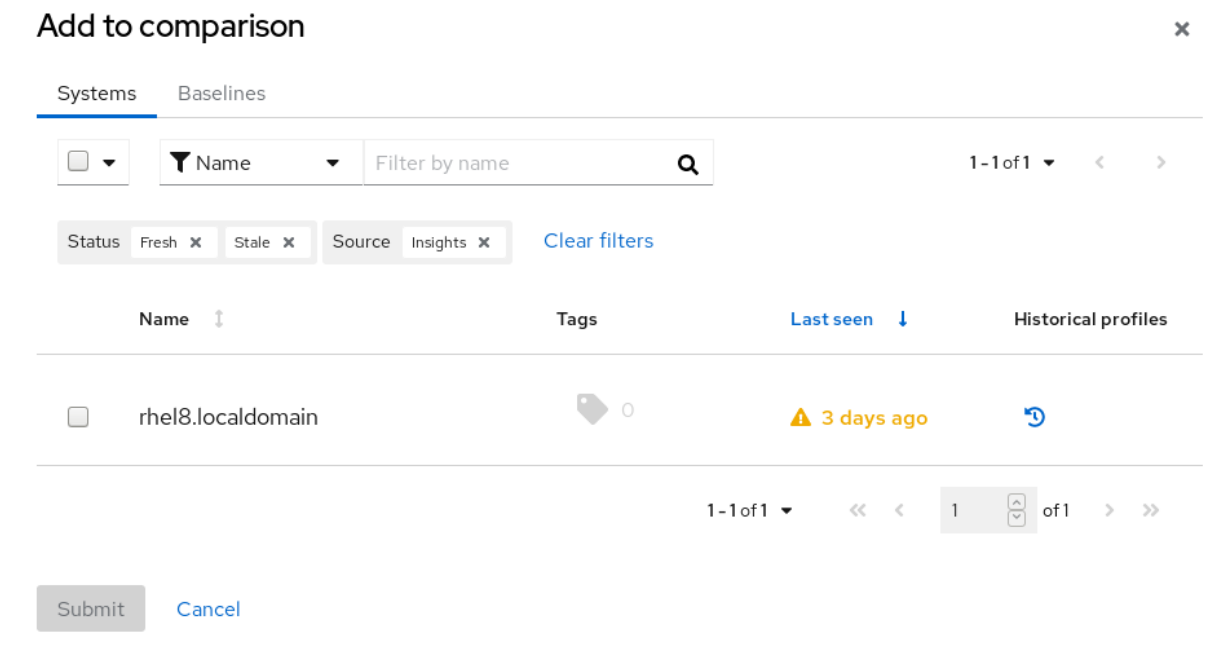 Add to comparison
Systems Baselines
Name Filter by name 1 - 1 of 1
Status Fresh Stale Source Insights Clear filters
Name Tags Last seen Historical profiles
rhel8.localdomain 0 3 days ago
1 - 1 of 1 1 of 1
Submit Cancel